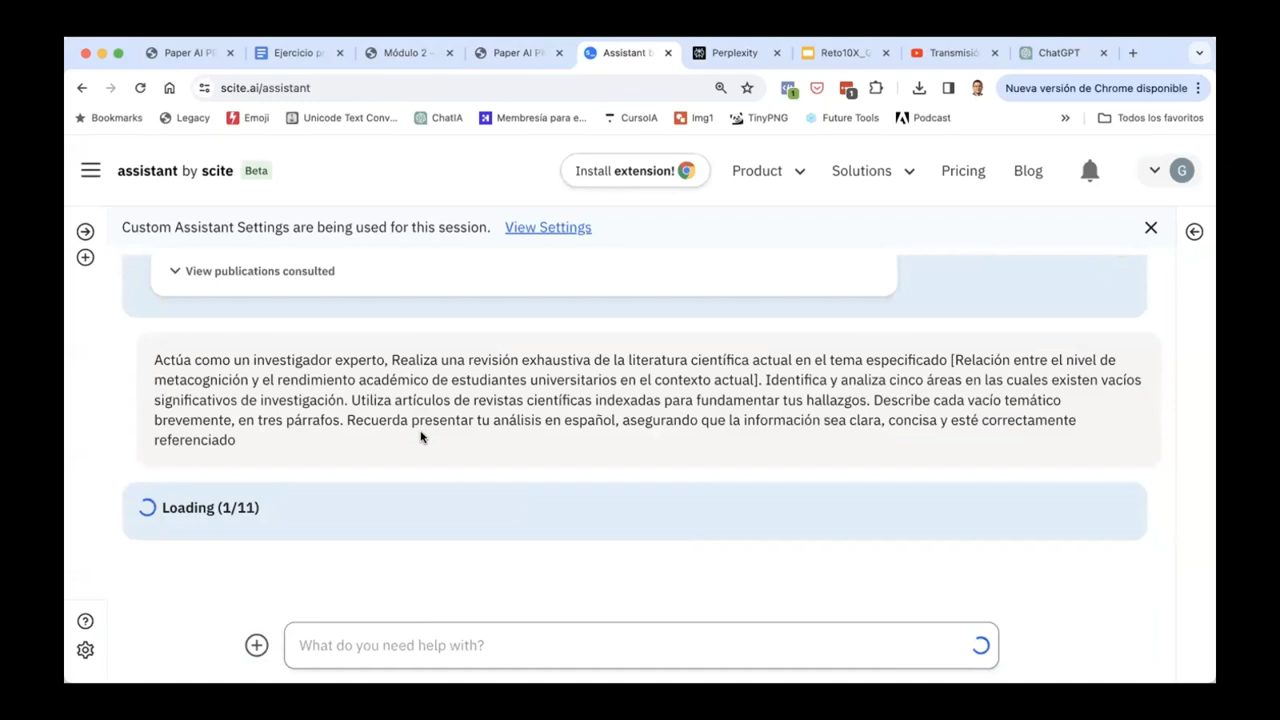 Paper AI PR
Ejercicio pr
Módulo 2 –
Paper AI PR
Assistant b
Perplexity
Reto10X_C
Transmisió
ChatGPT
scite.ai/assistant
Nueva versión de Chrome disponible
Bookmarks
Legacy
Emoji
Unicode Text Conv...
ChatIA
Membresía para e...
CursoIA
Img1
TinyPNG
Future Tools
Podcast
Todos los favoritos
assistant by scite Beta
Install extension!
Product
Solutions
Pricing
Blog
G
Custom Assistant Settings are being used for this session. View Settings
View publications consulted
Actúa como un investigador experto, Realiza una revisión exhaustiva de la literatura científica actual en el tema especificado [Relación entre el nivel de
metacognición y el rendimiento académico de estudiantes universitarios en el contexto actual]. Identifica y analiza cinco áreas en las cuales existen vacíos
significativos de investigación. Utiliza artículos de revistas científicas indexadas para fundamentar tus hallazgos. Describe cada vacío temático
brevemente, en tres párrafos. Recuerda presentar tu análisis en español, asegurando que la información sea clara, concisa y esté correctamente
referenciado
Loading (1/11)
What do you need help with?